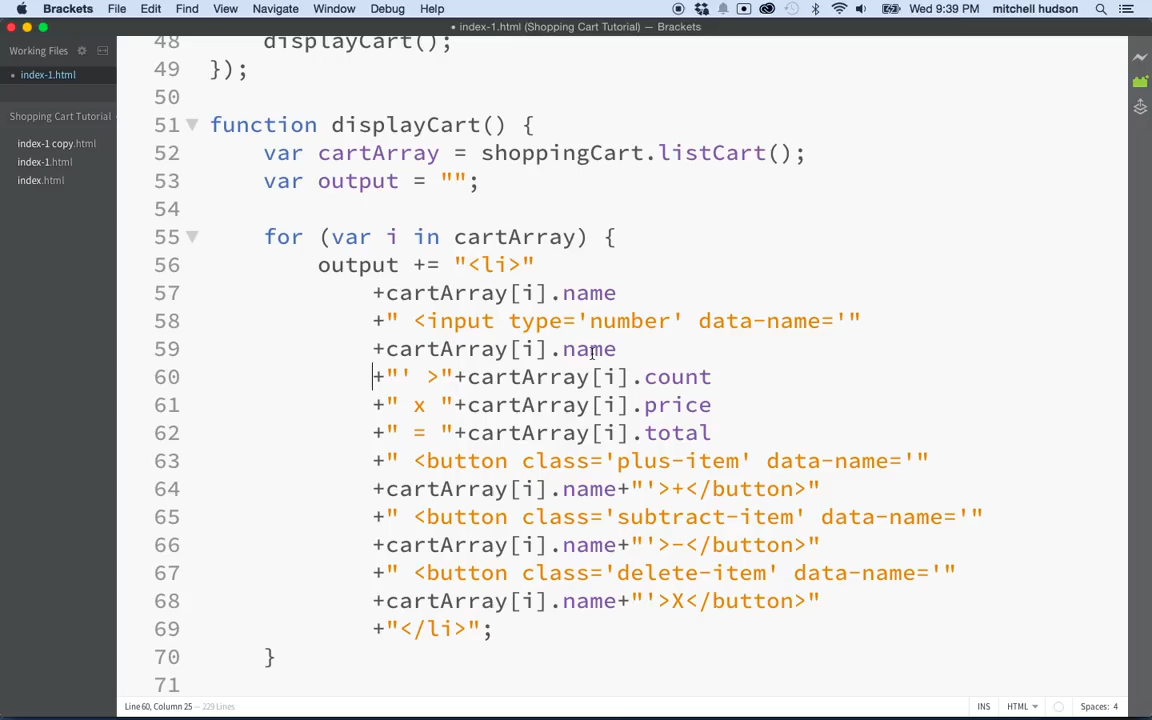 Brackets File Edit Find View Navigate Window Debug Help Wed 9:39 PM mitchell hudson
• index-1.html (Shopping Cart Tutorial) — Brackets
Working Files
• index-1.html
Shopping Cart Tutorial
index-1 copy.html
index-1.html
index.html
48 displayCart();
49 });
50
51 function displayCart() {
52 var cartArray = shoppingCart.listCart();
53 var output = "";
54
55 for (var i in cartArray) {
56 output += "<li>"
57 +cartArray[i].name
58 +" <input type='number' data-name='"
59 +cartArray[i].name
60 +"' >"+cartArray[i].count
61 +" x "+cartArray[i].price
62 +" = "+cartArray[i].total
63 +" <button class='plus-item' data-name='"
64 +cartArray[i].name+"'>+</button>"
65 +" <button class='subtract-item' data-name='"
66 +cartArray[i].name+"'>-</button>"
67 +" <button class='delete-item' data-name='"
68 +cartArray[i].name+"'>X</button>"
69 +"</li>";
70 }
71
Line 60, Column 25 — 229 Lines INS HTML Spaces: 4